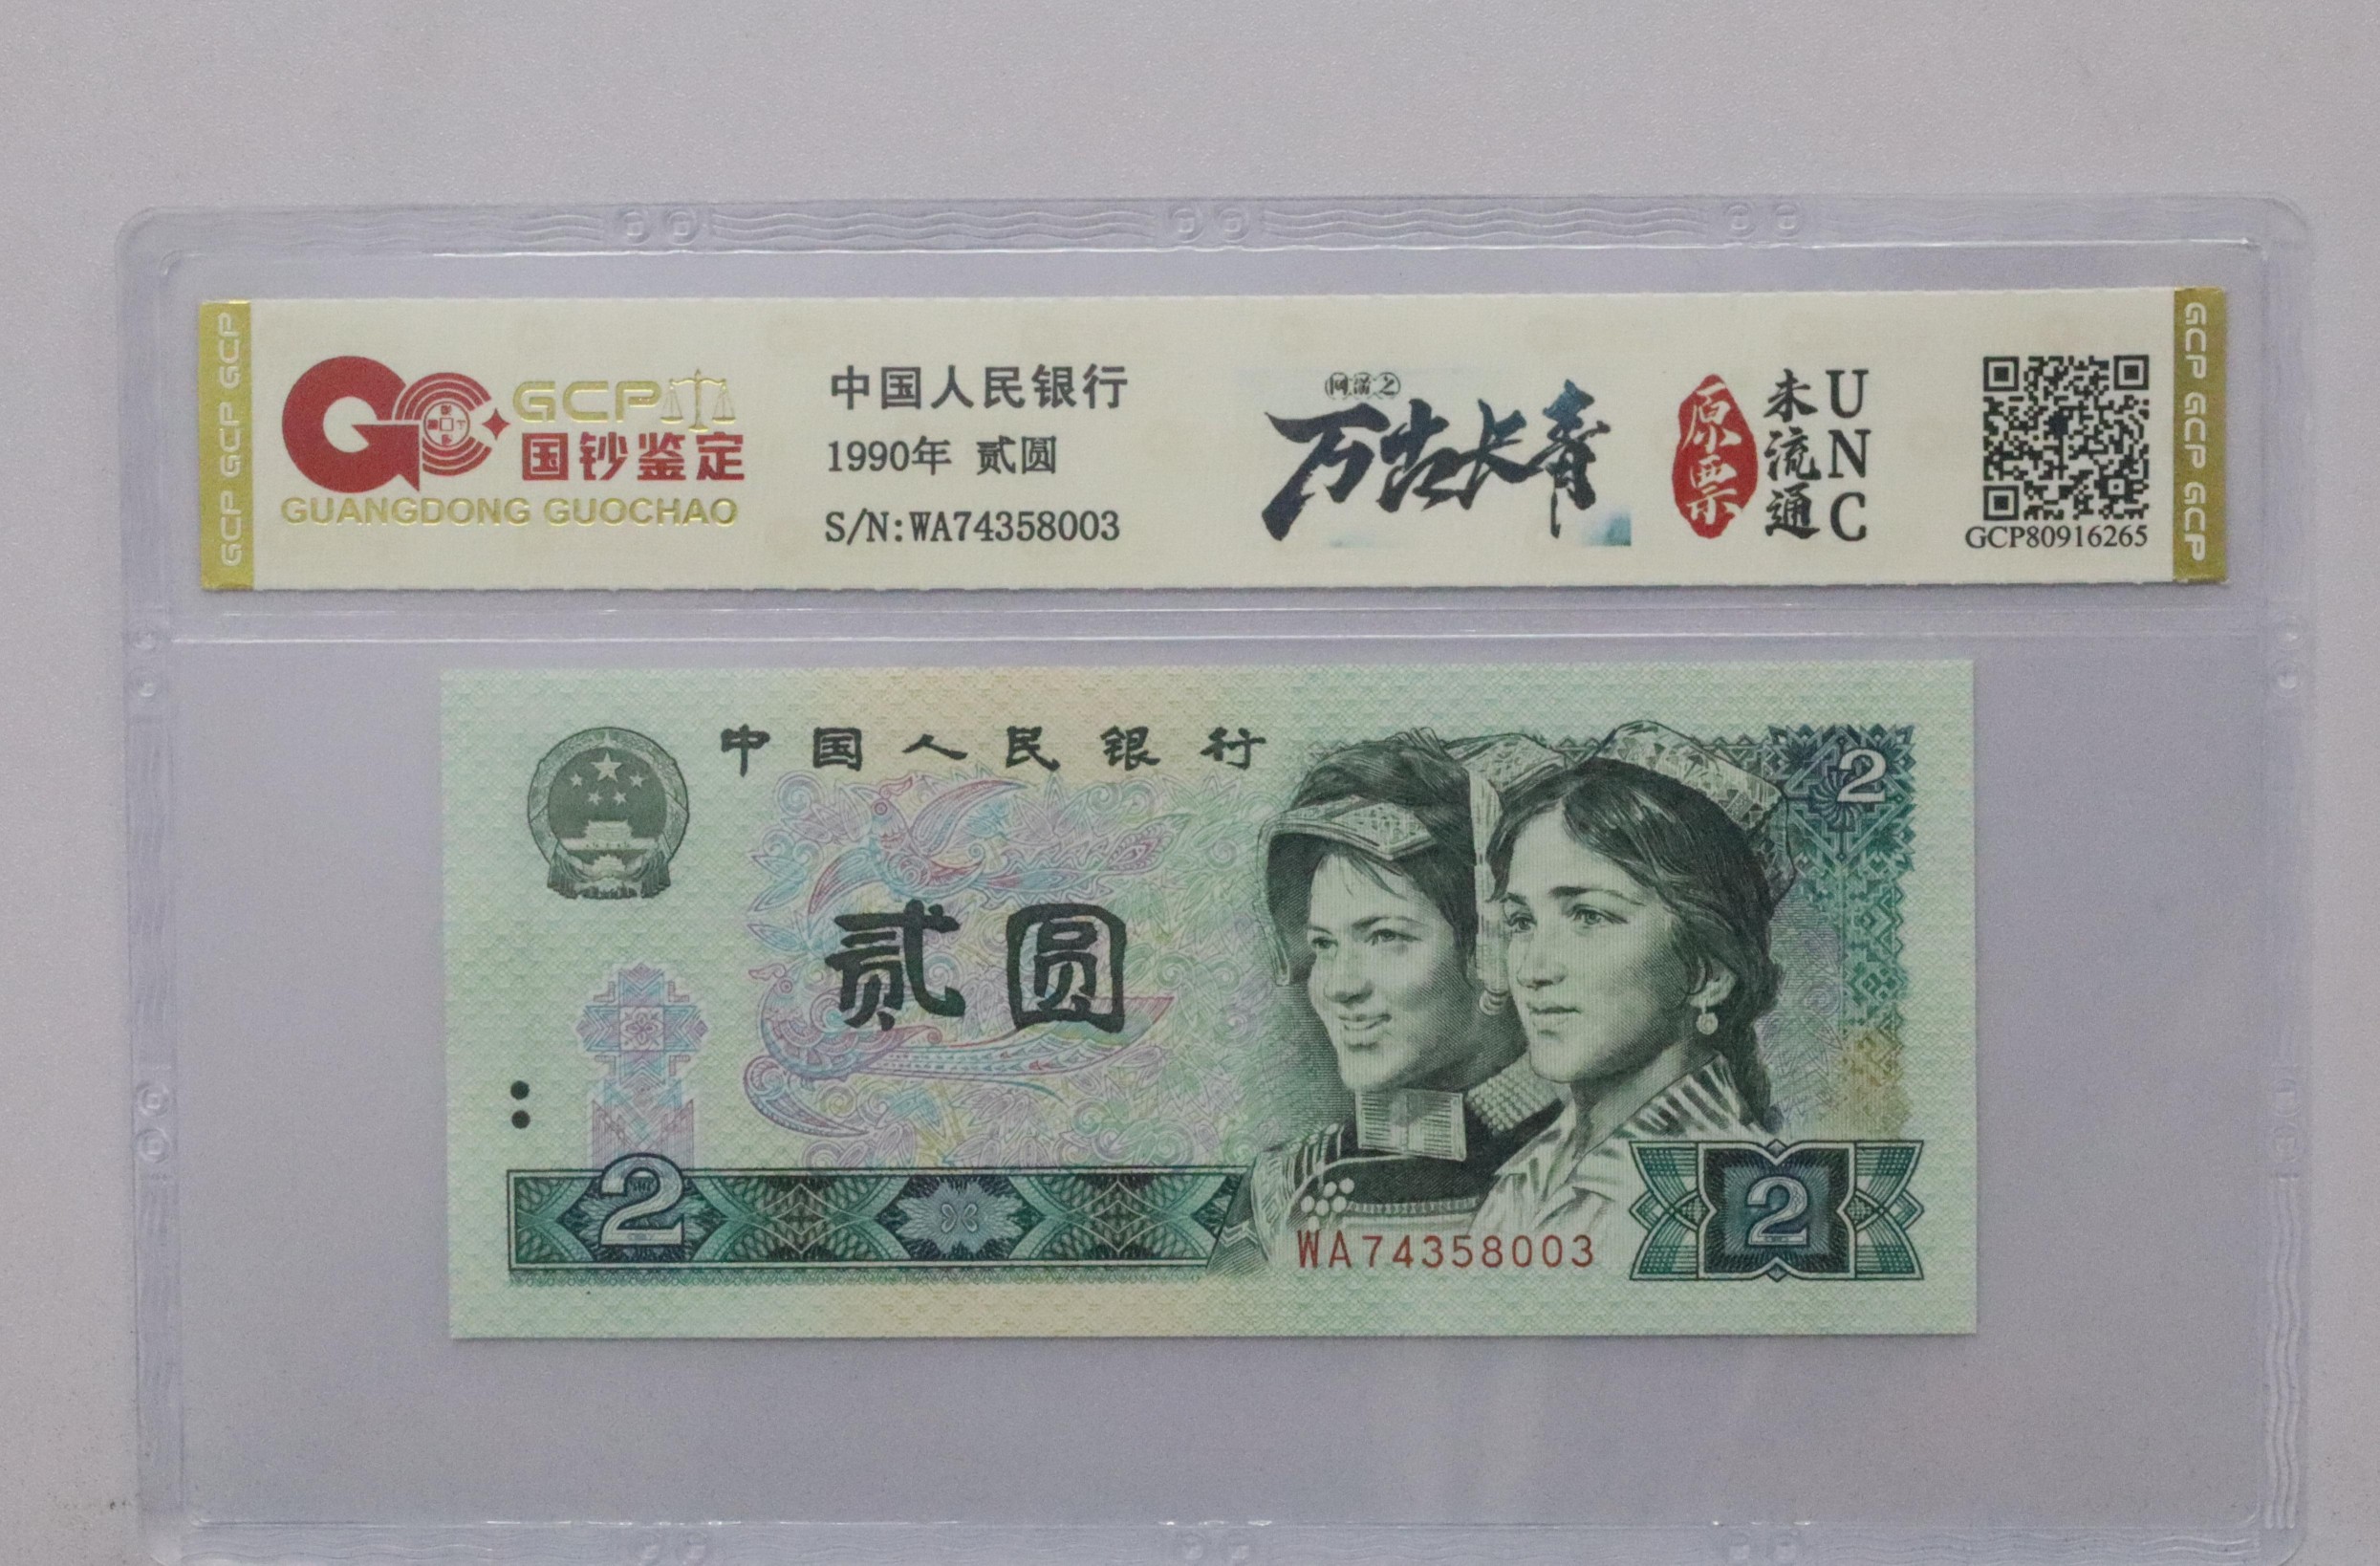 GCP GCP GCP
GCP
国钞鉴定
GUANGDONG GUOCHAO
中国人民银行
1990年 贰圆
S/N:WA74358003
万古长青
原票
未流通
UNC
GCP80916265
GCP GCP GCP
中国人民银行
2
贰圆
2
WA74358003
2